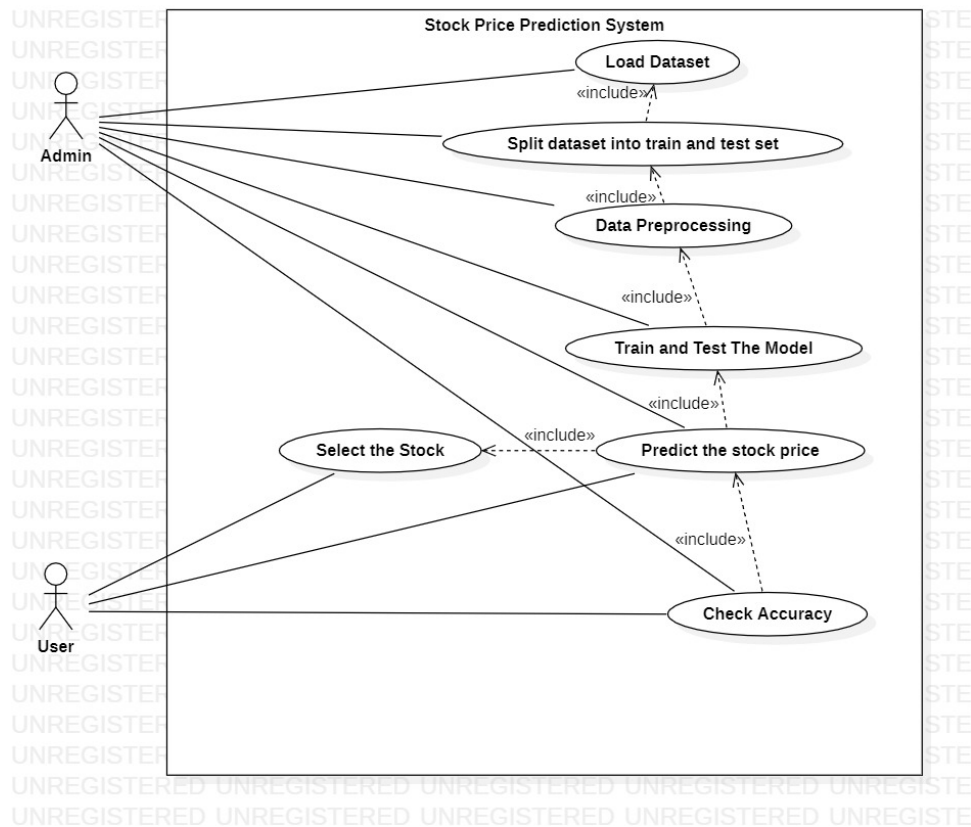 Stock Price Prediction System
Load Dataset
«include»
Split dataset into train and test set
Admin
«include»
Data Preprocessing
«include»
Train and Test The Model
«include»
«include»
Select the Stock
Predict the stock price
«include»
Check Accuracy
User
UNREGISTERED UNREGISTERED UNREGISTERED UNREGISTERED UNREGISTE
UNREGISTERED UNREGISTERED UNREGISTERED UNREGISTERED UNREGISTE